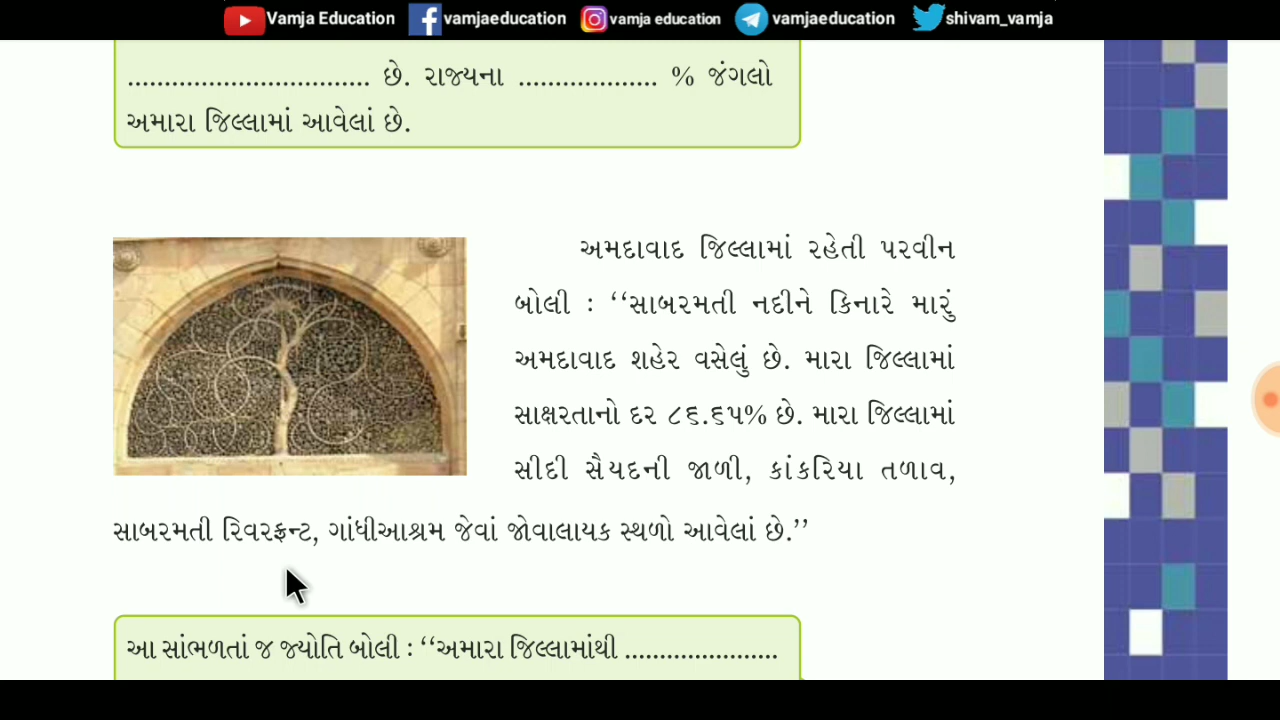 Vamja Education vamjaeducation vamja education vamjaeducation shivam_vamja
.................................. છે. રાજ્યના ................... % જંગલો
અમારા જિલ્લામાં આવેલાં છે.
અમદાવાદ જિલ્લામાં રહેતી પરવીન
બોલી : ‘‘સાબરમતી નદીને કિનારે મારું
અમદાવાદ શહેર વસેલું છે. મારા જિલ્લામાં
સાક્ષરતાનો દર ૮૬.૬૫% છે. મારા જિલ્લામાં
સીદી સૈયદની જાળી, કાંકરિયા તળાવ,
સાબરમતી રિવરફ્રન્ટ, ગાંધીઆશ્રમ જેવાં જોવાલાયક સ્થળો આવેલાં છે.’’
આ સાંભળતાં જ જ્યોતિ બોલી : ‘‘અમારા જિલ્લામાંથી ......................